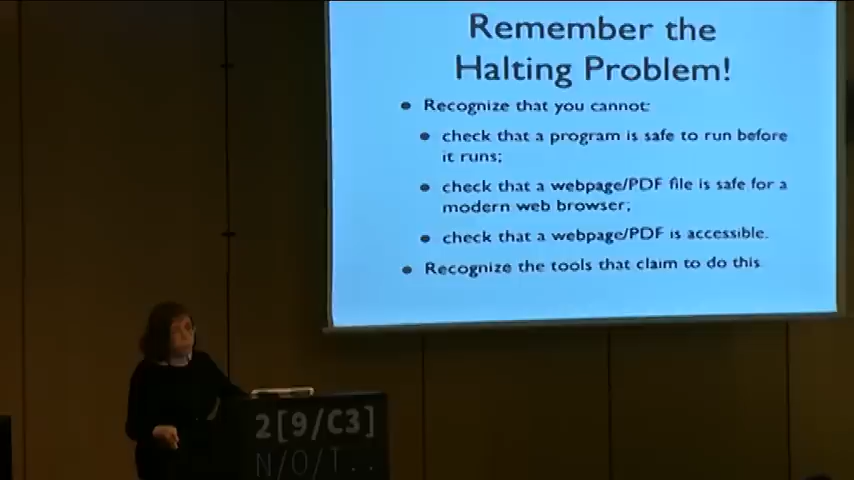 Remember the
Halting Problem!
Recognize that you cannot:
check that a program is safe to run before
it runs;
check that a webpage/PDF file is safe for a
modern web browser;
check that a webpage/PDF is accessible.
Recognize the tools that claim to do this
2[9/C3]
N/O/T..